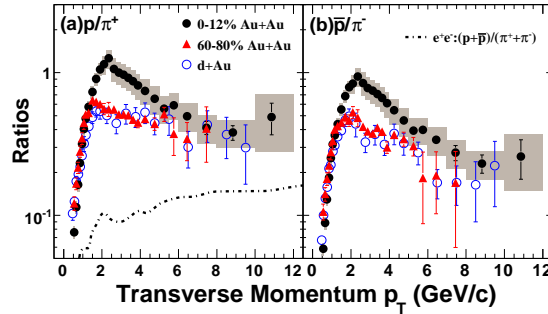 (a)p/π⁺
0-12% Au+Au
60-80% Au+Au
d+Au
(b)p̅/π⁻
e⁺e⁻:(p+p̅)/(π⁺+π⁻)
Ratios
1
10⁻¹
0 2 4 6 8 10 12 0 2 4 6 8 10 12
Transverse Momentum p_T (GeV/c)